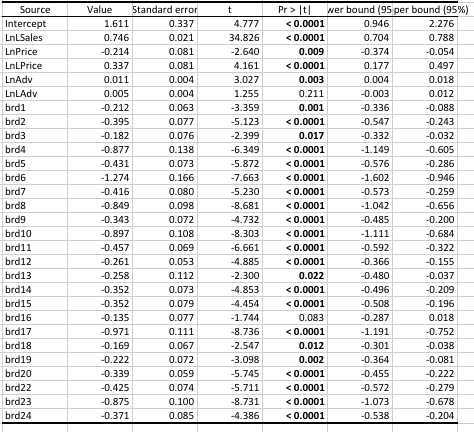 Source Value Standard error t Pr > |t| wer bound (95 per bound (95%)
Intercept 1.611 0.337 4.777 < 0.0001 0.946 2.276
LnLSales 0.746 0.021 34.826 < 0.0001 0.704 0.788
LnPrice -0.214 0.081 -2.640 0.009 -0.374 -0.054
LnLPrice 0.337 0.081 4.161 < 0.0001 0.177 0.497
LnAdv 0.011 0.004 3.027 0.003 0.004 0.018
LnLAdv 0.005 0.004 1.255 0.211 -0.003 0.012
brd1 -0.212 0.063 -3.359 0.001 -0.336 -0.088
brd2 -0.395 0.077 -5.123 < 0.0001 -0.547 -0.243
brd3 -0.182 0.076 -2.399 0.017 -0.332 -0.032
brd4 -0.877 0.138 -6.349 < 0.0001 -1.149 -0.605
brd5 -0.431 0.073 -5.872 < 0.0001 -0.576 -0.286
brd6 -1.274 0.166 -7.663 < 0.0001 -1.602 -0.946
brd7 -0.416 0.080 -5.230 < 0.0001 -0.573 -0.259
brd8 -0.849 0.098 -8.681 < 0.0001 -1.042 -0.656
brd9 -0.343 0.072 -4.732 < 0.0001 -0.485 -0.200
brd10 -0.897 0.108 -8.303 < 0.0001 -1.111 -0.684
brd11 -0.457 0.069 -6.661 < 0.0001 -0.592 -0.322
brd12 -0.261 0.053 -4.885 < 0.0001 -0.366 -0.155
brd13 -0.258 0.112 -2.300 0.022 -0.480 -0.037
brd14 -0.352 0.073 -4.853 < 0.0001 -0.496 -0.209
brd15 -0.352 0.079 -4.454 < 0.0001 -0.508 -0.196
brd16 -0.135 0.077 -1.744 0.083 -0.287 0.018
brd17 -0.971 0.111 -8.736 < 0.0001 -1.191 -0.752
brd18 -0.169 0.067 -2.547 0.012 -0.301 -0.038
brd19 -0.222 0.072 -3.098 0.002 -0.364 -0.081
brd20 -0.339 0.059 -5.745 < 0.0001 -0.455 -0.222
brd22 -0.425 0.074 -5.711 < 0.0001 -0.572 -0.279
brd23 -0.875 0.100 -8.731 < 0.0001 -1.073 -0.678
brd24 -0.371 0.085 -4.386 < 0.0001 -0.538 -0.204